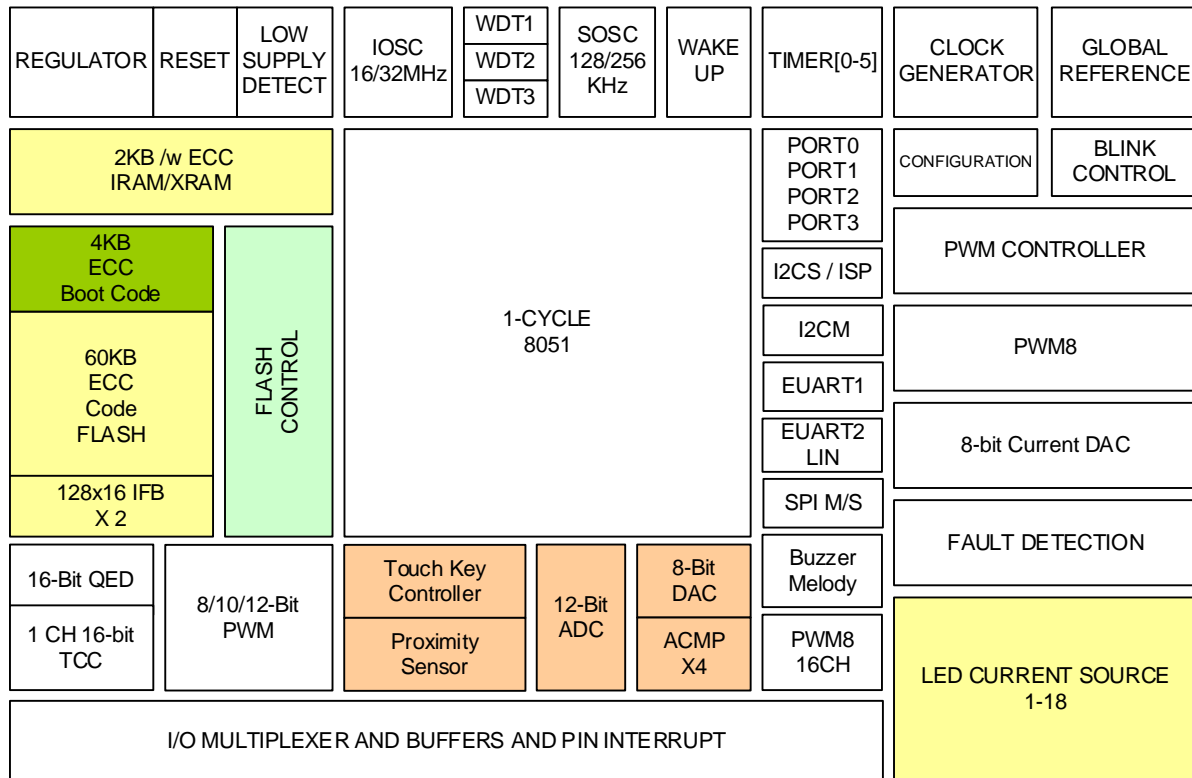 REGULATOR
RESET
LOW
SUPPLY
DETECT
IOSC
16/32MHz
WDT1
WDT2
WDT3
SOSC
128/256
KHz
WAKE
UP
TIMER[0-5]
CLOCK
GENERATOR
GLOBAL
REFERENCE
2KB /w ECC
IRAM/XRAM
4KB
ECC
Boot Code
60KB
ECC
Code
FLASH
128x16 IFB
X 2
FLASH
CONTROL
1-CYCLE
8051
PORT0
PORT1
PORT2
PORT3
I2CS / ISP
I2CM
EUART1
EUART2
LIN
SPI M/S
Buzzer
Melody
PWM8
16CH
CONFIGURATION
BLINK
CONTROL
PWM CONTROLLER
PWM8
8-bit Current DAC
FAULT DETECTION
LED CURRENT SOURCE
1-18
16-Bit QED
1 CH 16-bit
TCC
8/10/12-Bit
PWM
Touch Key
Controller
Proximity
Sensor
12-Bit
ADC
8-Bit
DAC
ACMP
X4
I/O MULTIPLEXER AND BUFFERS AND PIN INTERRUPT